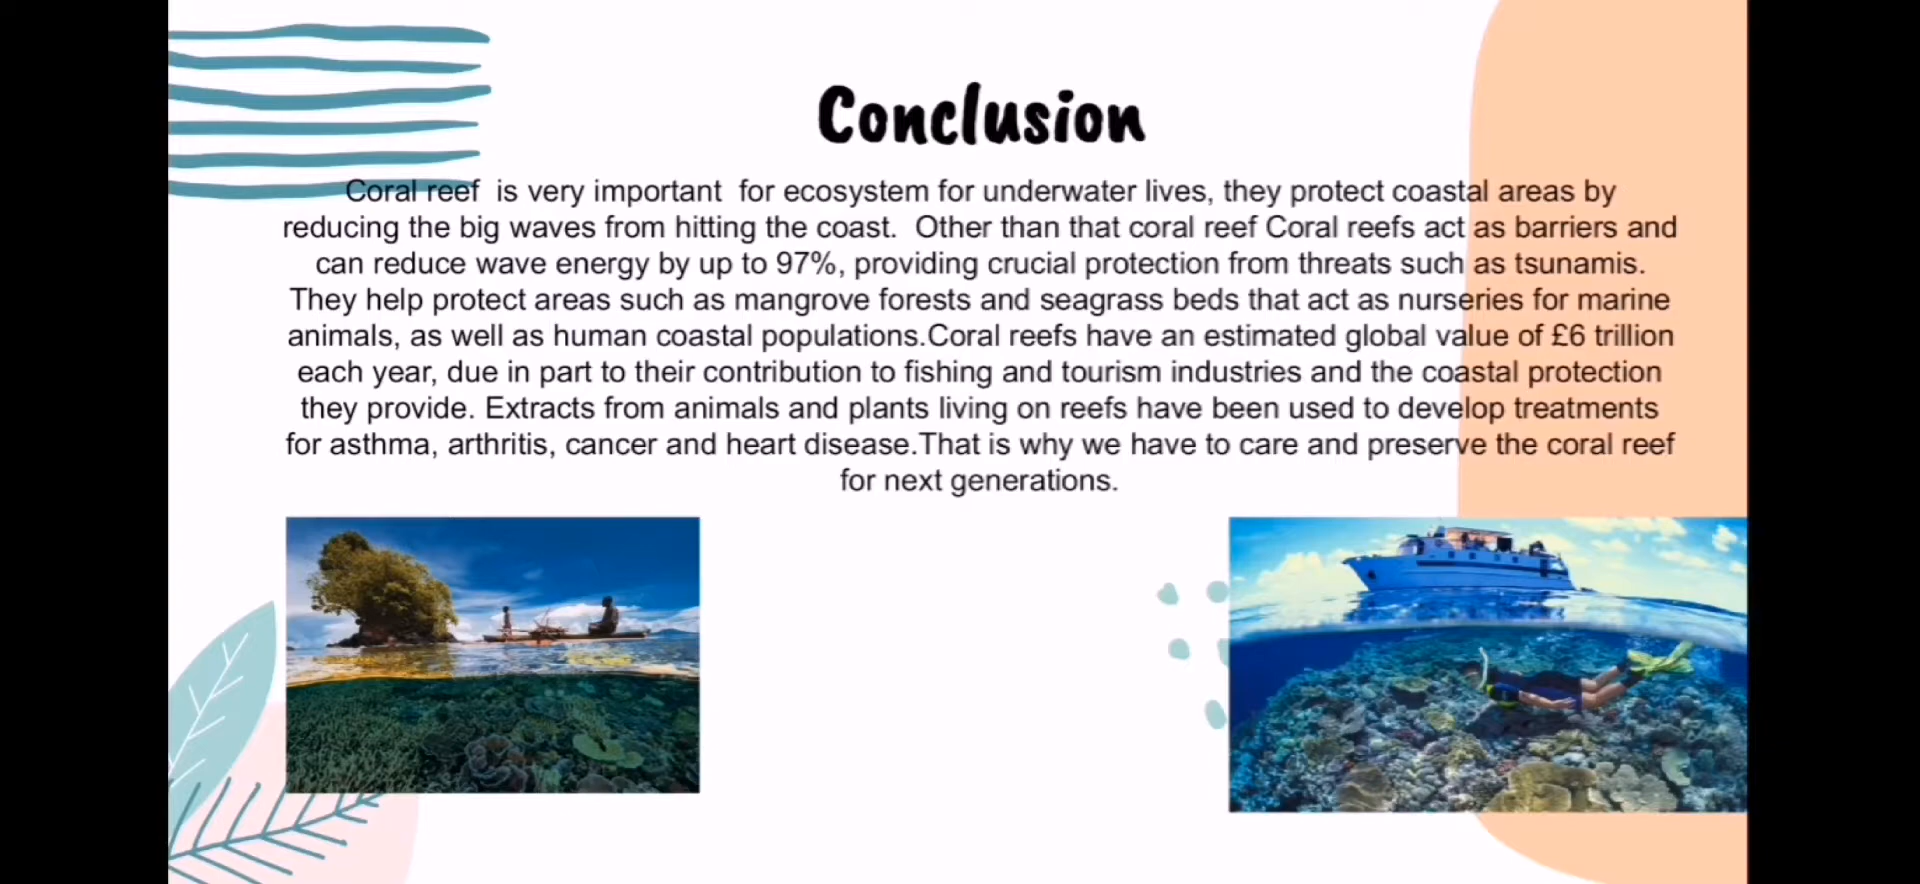 Conclusion
Coral reef  is very important  for ecosystem for underwater lives, they protect coastal areas by
reducing the big waves from hitting the coast.  Other than that coral reef Coral reefs act as barriers and
can reduce wave energy by up to 97%, providing crucial protection from threats such as tsunamis.
They help protect areas such as mangrove forests and seagrass beds that act as nurseries for marine
animals, as well as human coastal populations.Coral reefs have an estimated global value of £6 trillion
each year, due in part to their contribution to fishing and tourism industries and the coastal protection
they provide. Extracts from animals and plants living on reefs have been used to develop treatments
for asthma, arthritis, cancer and heart disease.That is why we have to care and preserve the coral reef
for next generations.